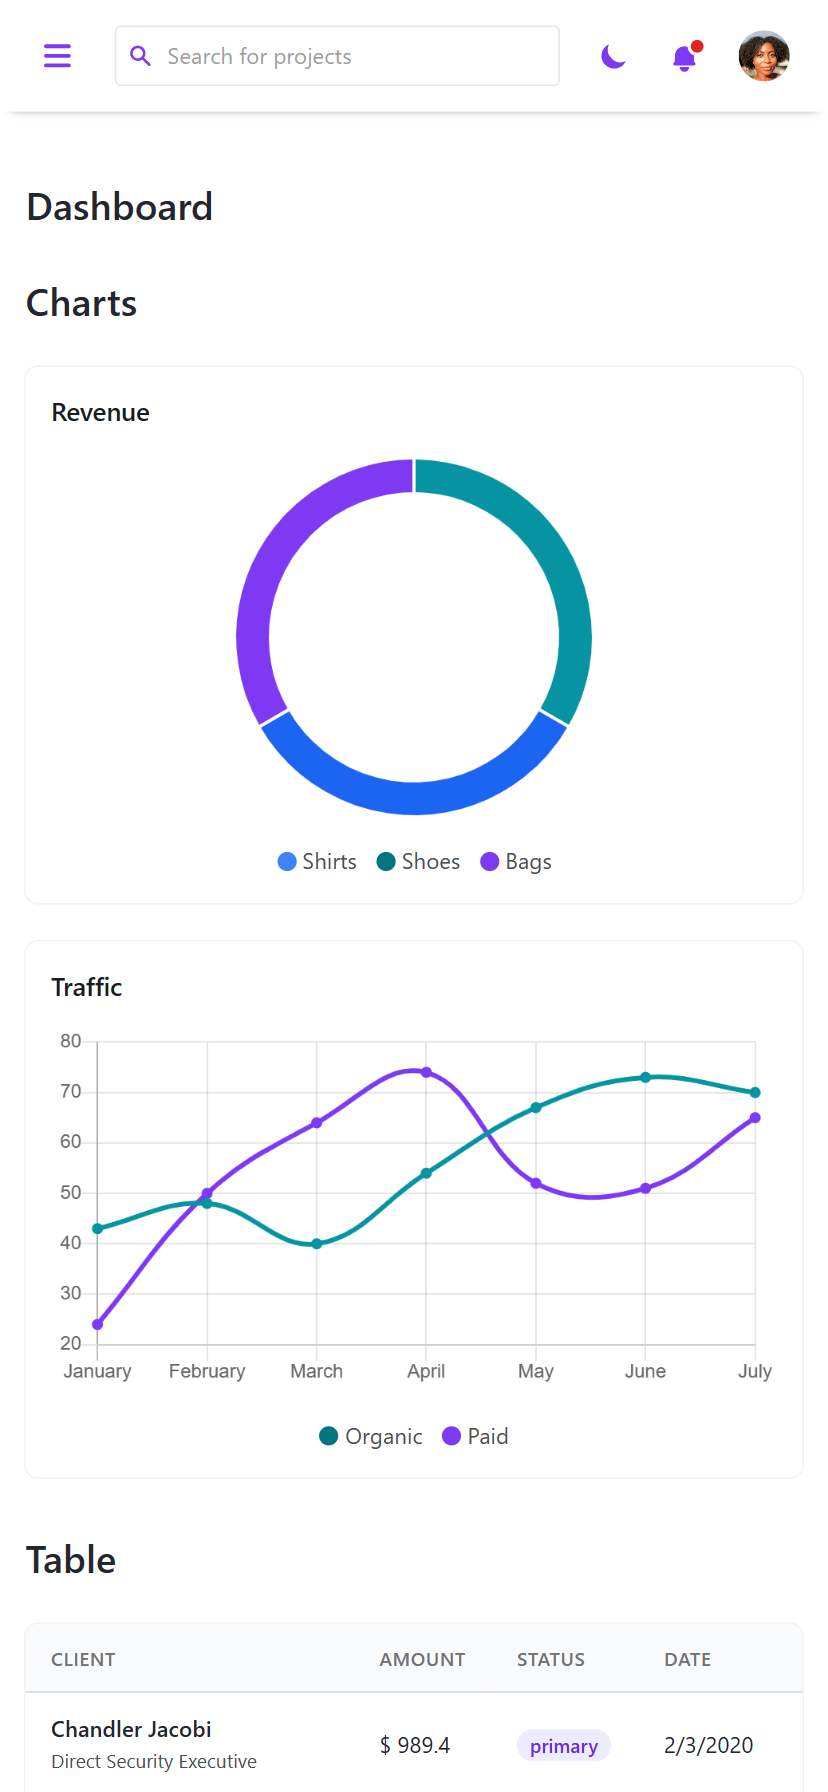 Search for projects
Dashboard
Charts
Revenue
Shirts Shoes Bags
Traffic
80
70
60
50
40
30
20
January February March April May June July
Organic Paid
Table
CLIENT AMOUNT STATUS DATE
Chandler Jacobi
Direct Security Executive
$ 989.4 primary 2/3/2020